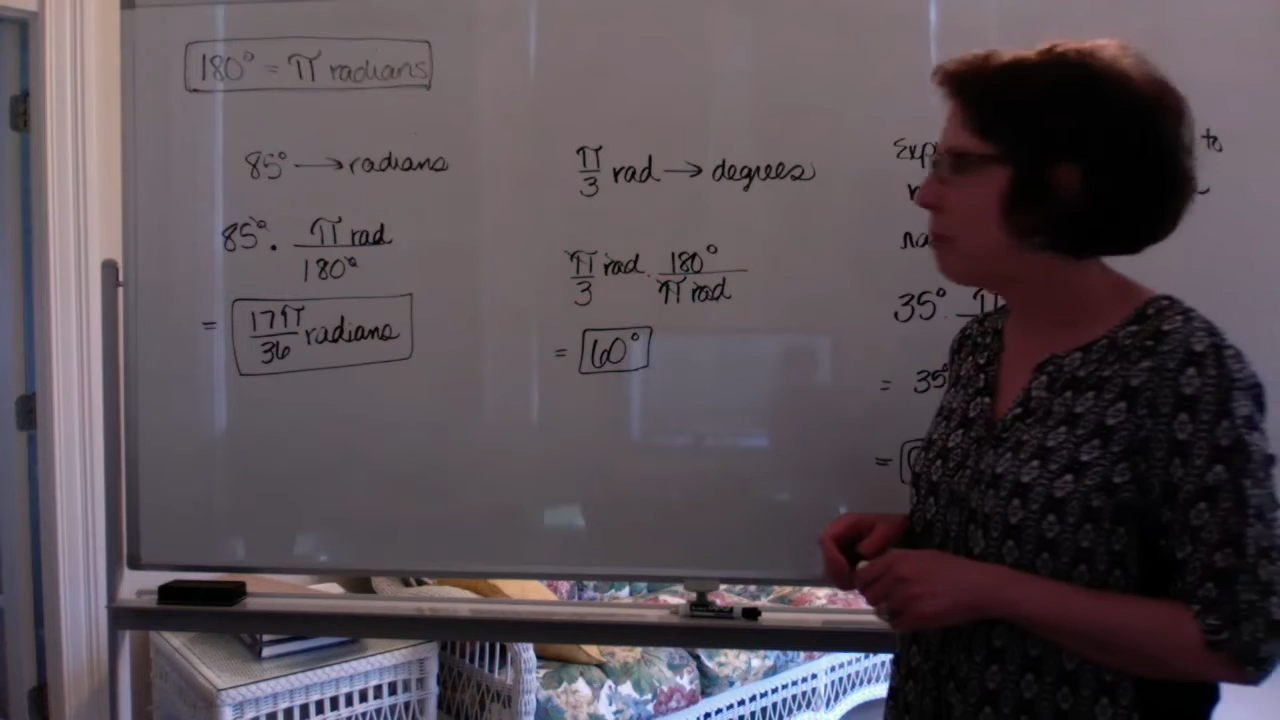 180° = π radians
85° → radians
85° · π rad / 180°
= 17π/36 radians
π/3 rad → degrees
π/3 rad · 180° / π rad
= 60°
to
35° · π
= 35°
=